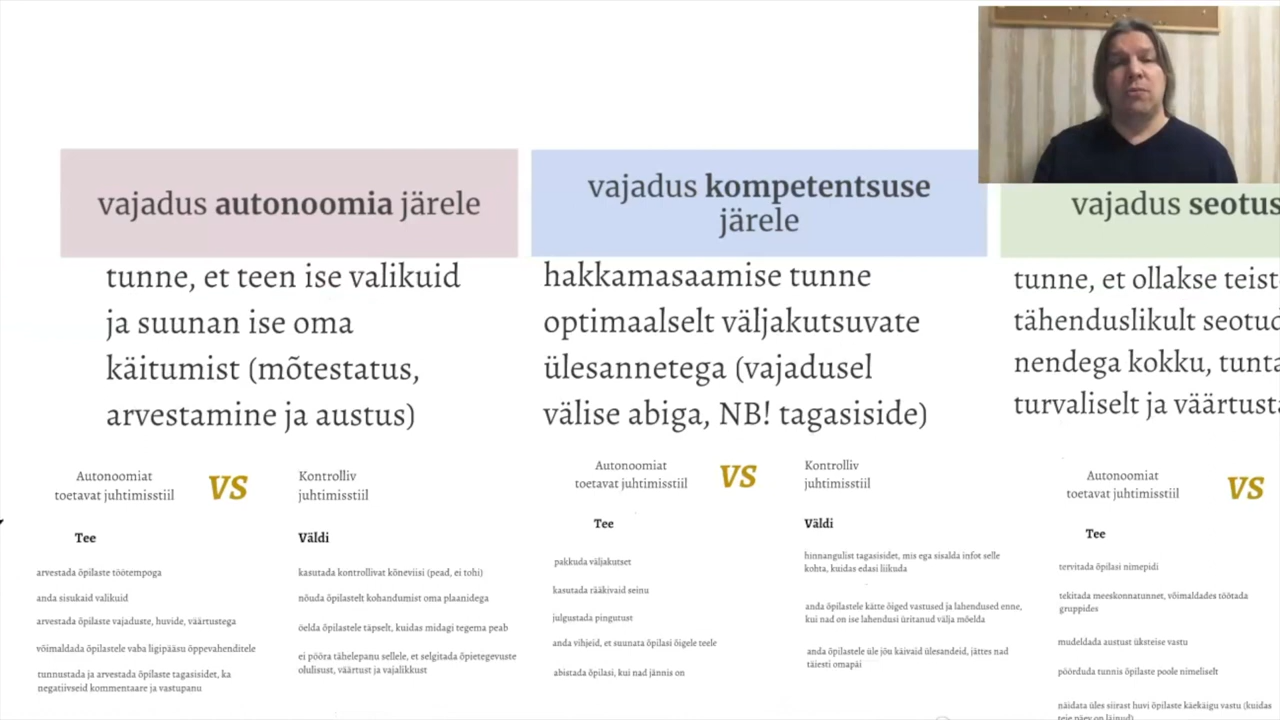 vajadus autonoomia järele
tunne, et teen ise valikuid
ja suunan ise oma
käitumist (mõtestatus,
arvestamine ja austus)
Autonoomiat
toetavat juhtimisstiil
VS
Kontrolliv
juhtimisstiil
Tee
arvestada õpilaste töötempoga
anda sisukaid valikuid
arvestada õpilaste vajaduste, huvide, väärtustega
võimaldada õpilastele vaba ligipääsu õppevahenditele
tunnustada ja arvestada õpilaste tagasisidet, ka
negatiivseid kommentaare ja vastupanu
Väldi
kasutada kontrollivat kõneviisi (pead, ei tohi)
nõuda õpilastelt kohandumist oma plaanidega
öelda õpilastele täpselt, kuidas midagi tegema peab
ei pööra tähelepanu sellele, et selgitada õpietegevuste
olulisust, väärtust ja vajalikkust
vajadus kompetentsuse
järele
hakkamasaamise tunne
optimaalselt väljakutsuvate
ülesannetega (vajadusel
välise abiga, NB! tagasiside)
Autonoomiat
toetavat juhtimisstiil
VS
Kontrolliv
juhtimisstiil
Tee
pakkuda väljakutset
kasutada rääkivaid seinu
julgustada pingutust
anda vihjeid, et suunata õpilasi õigele teele
abistada õpilasi, kui nad jännis on
Väldi
hinnangulist tagasisidet, mis ega sisalda infot selle
kohta, kuidas edasi liikuda
anda õpilastele kätte õiged vastused ja lahendused enne,
kui nad on ise lahendusi üritanud välja mõelda
anda õpilastele üle jõu käivaid ülesandeid, jättes nad
täiesti omapäi
vajadus seotus
tunne, et ollakse teist
tähenduslikult seotud
nendega kokku, tunta
turvaliselt ja väärtusta
Autonoomiat
toetavat juhtimisstiil
VS
Tee
tervitada õpilasi nimepidi
tekitada meeskonnatunnet, võimaldades töötada
gruppides
mudeldada austust üksteise vastu
pöörduda tunnis õpilaste poole nimeliselt
näidata üles siirast huvi õpilaste käekäigu vastu (kuidas
teie päev on läinud)